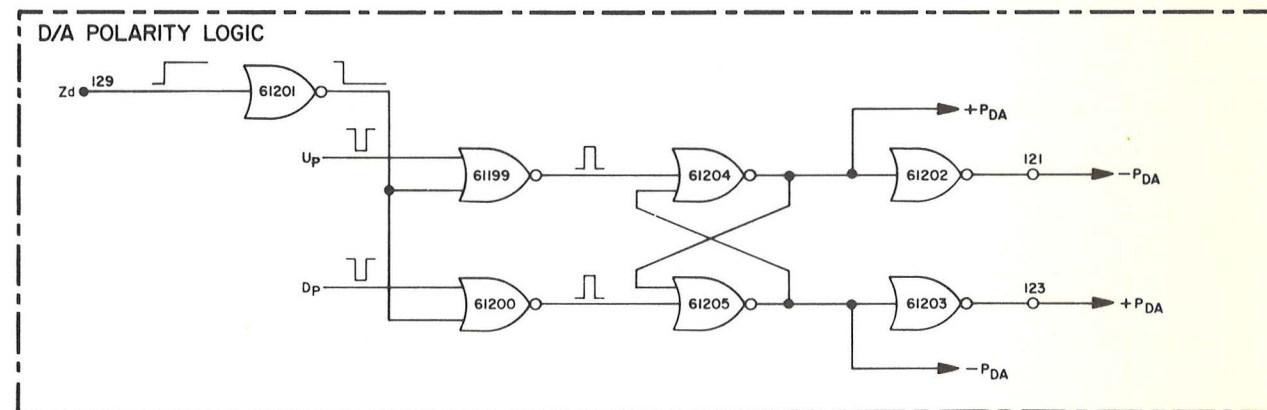 D/A POLARITY LOGIC
Zd 129
61201
+PDA
UP
61199
61204
61202
121
-PDA
DP
61200
61205
61203
123
+PDA
-PDA